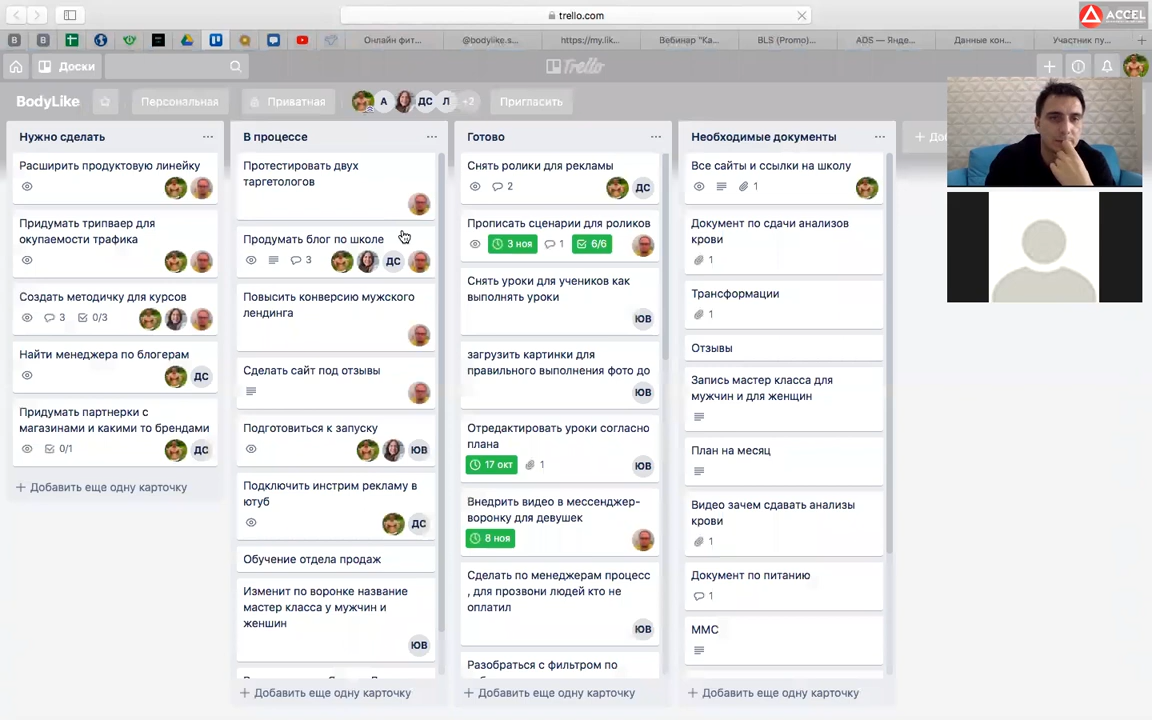 trello.com
ACCEL
B
B
Онлайн фит...
@bodylike.s...
https://my.lik...
Вебинар "Ка...
BLS (Promo)...
ADS — Янде...
Данные кон...
Участник пу...
Доски
Trello
BodyLike
Персональная
Приватная
А
ДС
Л
+2
Пригласить
Нужно сделать
Расширить продуктовую линейку
Придумать трипваер для
окупаемости трафика
Создать методичку для курсов
3
0/3
Найти менеджера по блогерам
ДС
Придумать партнерки с
магазинами и какими то брендами
0/1
ДС
+ Добавить еще одну карточку
В процессе
Протестировать двух
таргетологов
Продумать блог по школе
3
ДС
Повысить конверсию мужского
лендинга
Сделать сайт под отзывы
Подготовиться к запуску
ЮВ
Подключить инстрим рекламу в
ютуб
ДС
Обучение отдела продаж
Изменит по воронке название
мастер класса у мужчин и
женшин
ЮВ
+ Добавить еще одну карточку
Готово
Снять ролики для рекламы
2
ДС
Прописать сценарии для роликов
3 ноя
1
6/6
Снять уроки для учеников как
выполнять уроки
ЮВ
загрузить картинки для
правильного выполнения фото до
ЮВ
Отредактировать уроки согласно
плана
17 окт
1
ЮВ
Внедрить видео в мессенджер-
воронку для девушек
8 ноя
Сделать по менеджерам процесс
, для прозвони людей кто не
оплатил
ЮВ
Разобраться с фильтром по
+ Добавить еще одну карточку
Необходимые документы
Все сайты и ссылки на школу
1
Документ по сдачи анализов
крови
1
Трансформации
1
Отзывы
Запись мастер класса для
мужчин и для женщин
План на месяц
Видео зачем сдавать анализы
крови
1
Документ по питанию
1
ММС
+ Добавить еще одну карточку